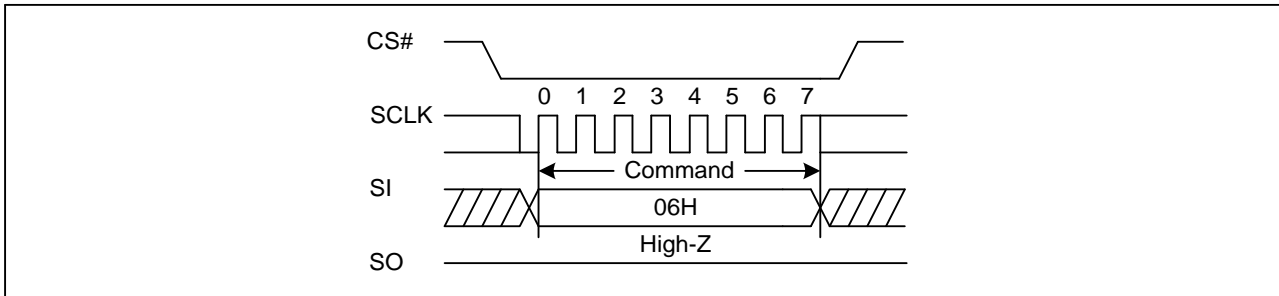 CS#
0 1 2 3 4 5 6 7
SCLK
Command
SI
06H
High-Z
SO